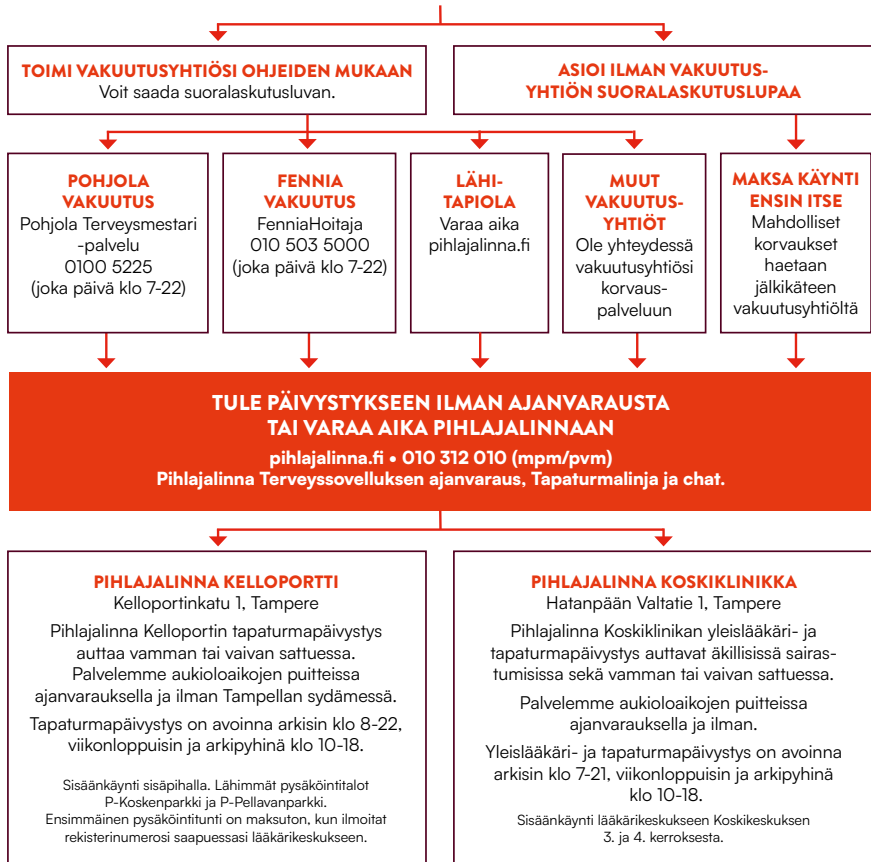 TOIMI VAKUUTUSYHTIÖSI OHJEIDEN MUKAAN
Voit saada suoralaskutusluvan.
ASIOI ILMAN VAKUUTUS-
YHTIÖN SUORALASKUTUSLUPAA
POHJOLA
VAKUUTUS
Pohjola Terveysmestari
-palvelu
0100 5225
(joka päivä klo 7-22)
FENNIA
VAKUUTUS
FenniaHoitaja
010 503 5000
(joka päivä klo 7-22)
LÄHI-
TAPIOLA
Varaa aika
pihlajalinna.fi
MUUT
VAKUUTUS-
YHTIÖT
Ole yhteydessä
vakuutusyhtiösi
korvaus-
palveluun
MAKSA KÄYNTI
ENSIN ITSE
Mahdolliset
korvaukset
haetaan
jälkikäteen
vakuutusyhtiöltä
TULE PÄIVYSTYKSEEN ILMAN AJANVARAUSTA
TAI VARAA AIKA PIHLAJALINNAAN
pihlajalinna.fi • 010 312 010 (mpm/pvm)
Pihlajalinna Terveyssovelluksen ajanvaraus, Tapaturmalinja ja chat.
PIHLAJALINNA KELLOPORTTI
Kelloportinkatu 1, Tampere
Pihlajalinna Kelloportin tapaturmapäivystys
auttaa vamman tai vaivan sattuessa.
Palvelemme aukioloaikojen puitteissa
ajanvarauksella ja ilman Tampellan sydämessä.
Tapaturmapäivystys on avoinna arkisin klo 8-22,
viikonloppuisin ja arkipyhinä klo 10-18.
Sisäänkäynti sisäpihalla. Lähimmät pysäköintitalot
P-Koskenparkki ja P-Pellavanparkki.
Ensimmäinen pysäköintitunti on maksuton, kun ilmoitat
rekisterinumerosi saapuessasi lääkärikeskukseen.
PIHLAJALINNA KOSKIKLINIKKA
Hatanpään Valtatie 1, Tampere
Pihlajalinna Koskiklinikan yleislääkäri- ja
tapaturmapäivystys auttavat äkillisissä sairas-
tumisissa sekä vamman tai vaivan sattuessa.
Palvelemme aukioloaikojen puitteissa
ajanvarauksella ja ilman.
Yleislääkäri- ja tapaturmapäivystys on avoinna
arkisin klo 7-21, viikonloppuisin ja arkipyhinä
klo 10-18.
Sisäänkäynti lääkärikeskukseen Koskikeskuksen
3. ja 4. kerroksesta.